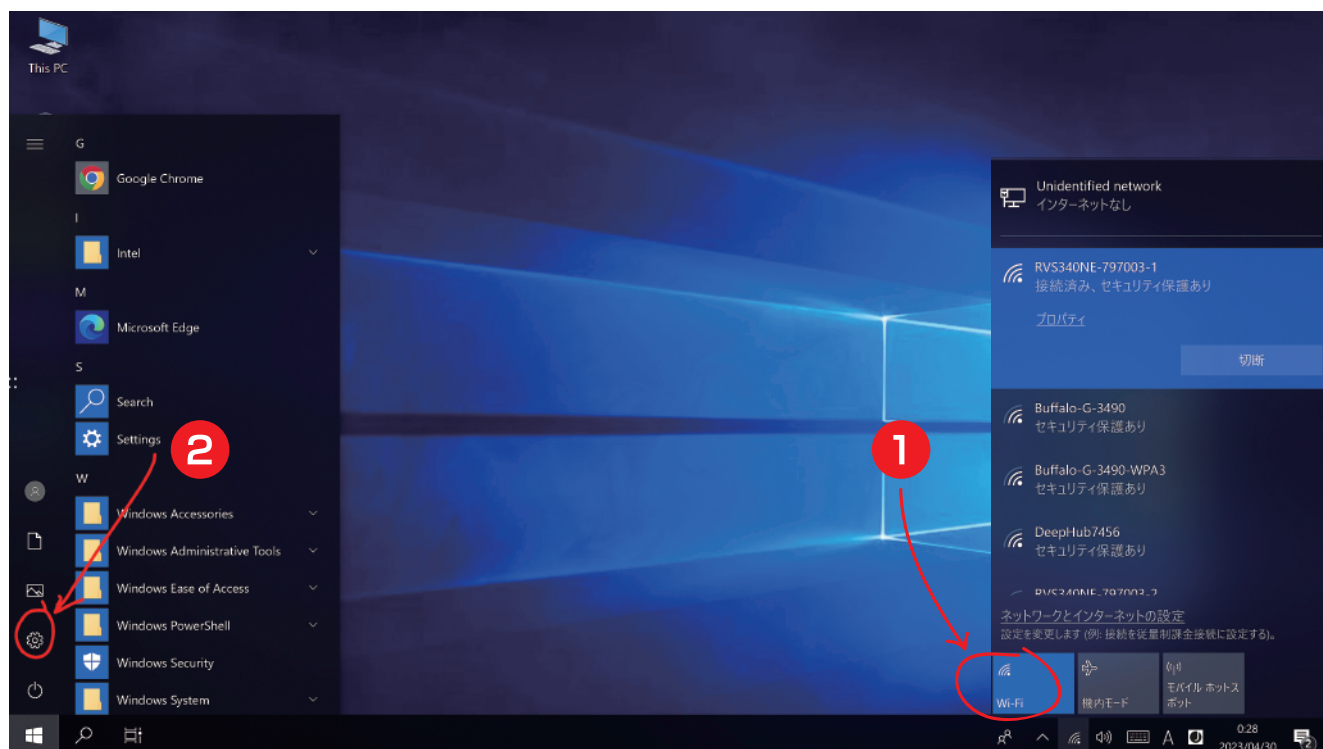 This PC
G
Google Chrome
I
Intel
M
Microsoft Edge
S
Search
Settings
2
W
Windows Accessories
Windows Administrative Tools
Windows Ease of Access
Windows PowerShell
Windows Security
Windows System
1
Unidentified network
インターネットなし
RVS340NE-797003-1
接続済み、セキュリティ保護あり
プロパティ
切断
Buffalo-G-3490
セキュリティ保護あり
Buffalo-G-3490-WPA3
セキュリティ保護あり
DeepHub7456
セキュリティ保護あり
RVS340NE-797003-2
ネットワークとインターネットの設定
設定を変更します (例: 接続を従量制課金接続に設定する)。
Wi-Fi
機内モード
モバイル ホットス
ポット
A
J
0:28
2023/04/30
2